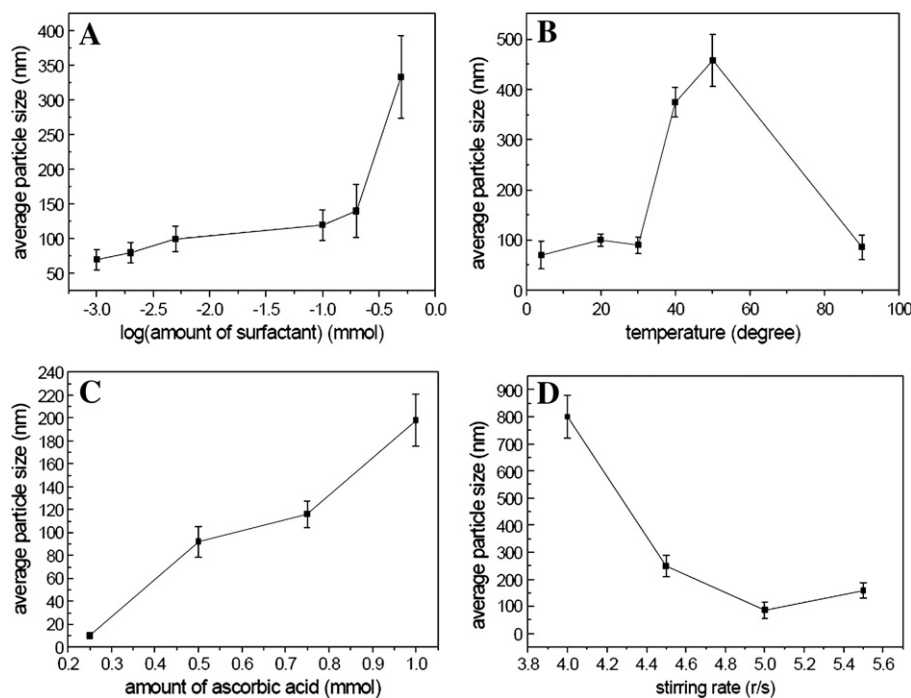 A
average particle size (nm)
400
350
300
250
200
150
100
50
-3.0 -2.5 -2.0 -1.5 -1.0 -0.5 0.0
log(amount of surfactant) (mmol)
B
average particle size (nm)
500
400
300
200
100
0
0 20 40 60 80 100
temperature (degree)
C
average particle size (nm)
240
220
200
180
160
140
120
100
80
60
40
20
0
0.2 0.3 0.4 0.5 0.6 0.7 0.8 0.9 1.0
amount of ascorbic acid (mmol)
D
average particle size (nm)
900
800
700
600
500
400
300
200
100
0
3.8 4.0 4.2 4.4 4.6 4.8 5.0 5.2 5.4 5.6
stirring rate (r/s)